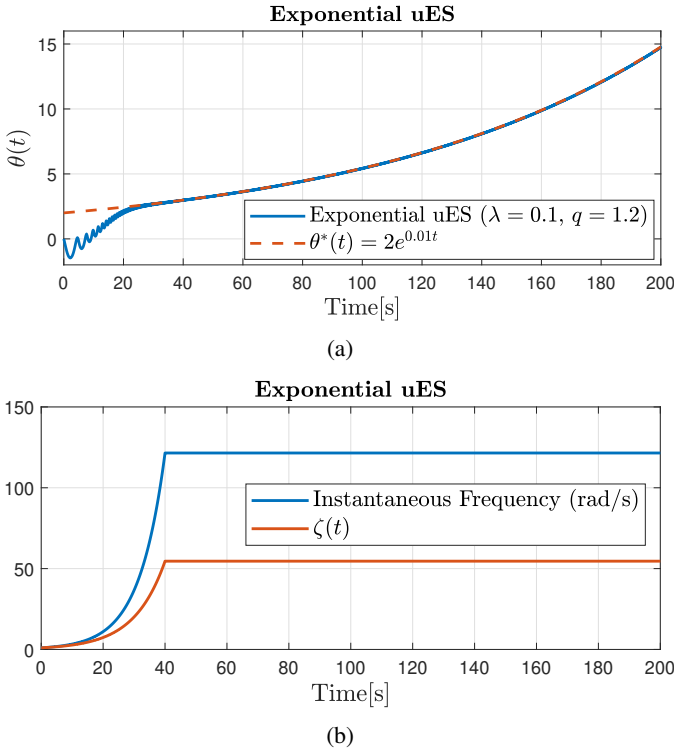 Exponential uES
15
10
5
0
θ(t)
Exponential uES (λ = 0.1, q = 1.2)
θ*(t) = 2e^{0.01t}
0 20 40 60 80 100 120 140 160 180 200
Time[s]
(a)
Exponential uES
150
100
50
0
Instantaneous Frequency (rad/s)
ζ(t)
0 20 40 60 80 100 120 140 160 180 200
Time[s]
(b)